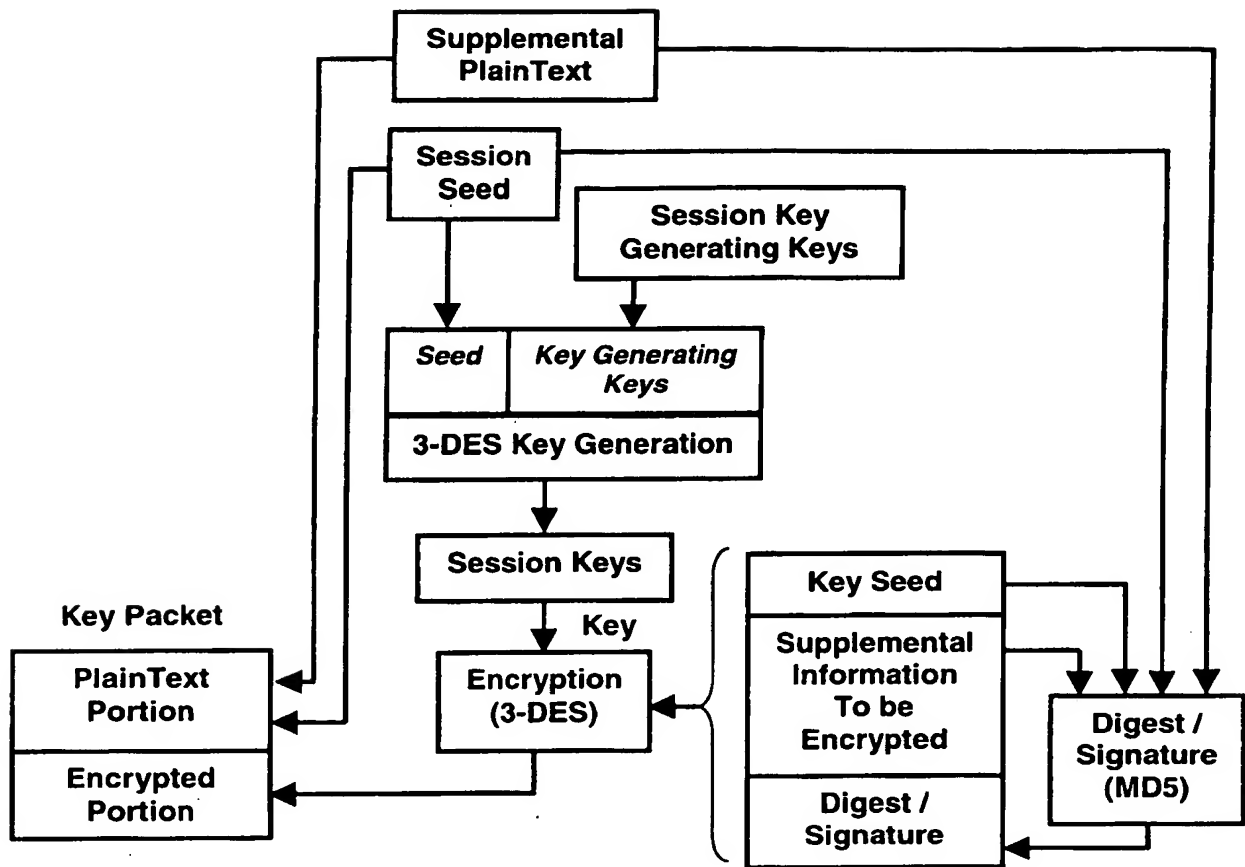 Supplemental
PlainText
Session
Seed
Session Key
Generating Keys
Seed
Key Generating
Keys
3-DES Key Generation
Session Keys
Key Seed
Key Packet
Key
Supplemental
Information
To be
Encrypted
PlainText
Portion
Encryption
(3-DES)
Digest /
Signature
(MD5)
Encrypted
Portion
Digest /
Signature